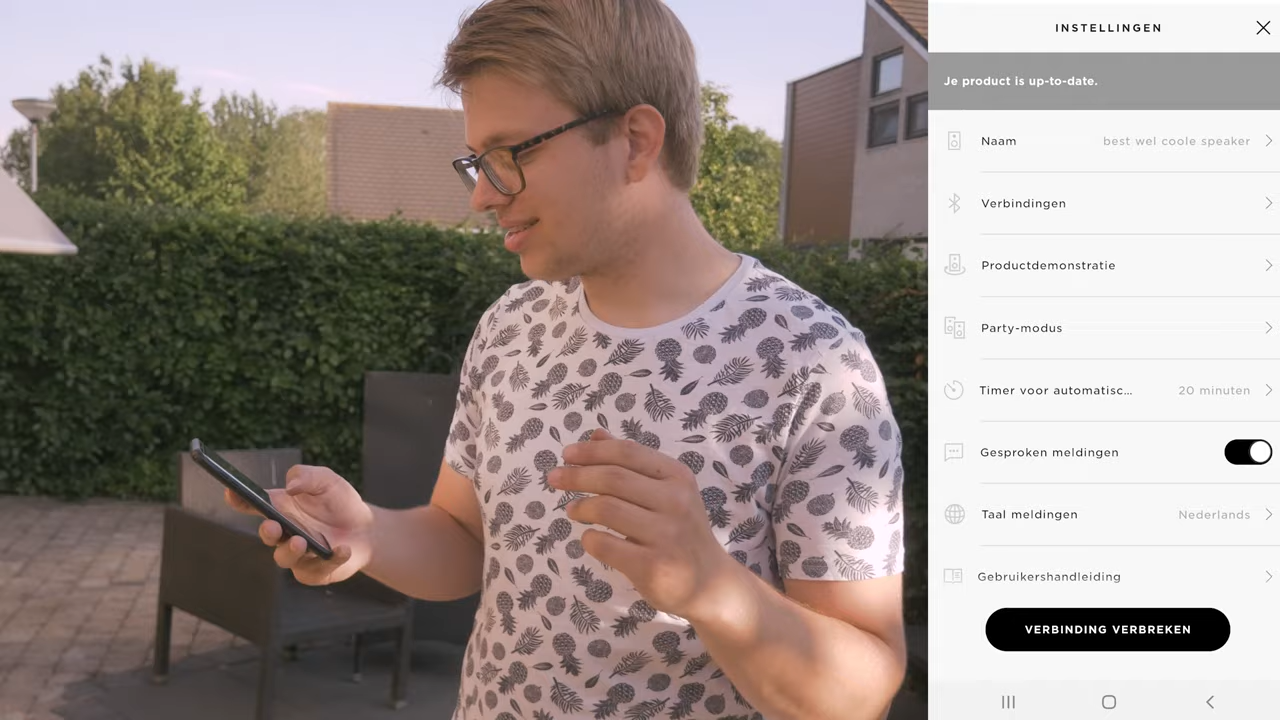 INSTELLINGEN
Je product is up-to-date.
Naam best wel coole speaker
Verbindingen
Productdemonstratie
Party-modus
Timer voor automatisc... 20 minuten
Gesproken meldingen
Taal meldingen Nederlands
Gebruikershandleiding
VERBINDING VERBREKEN